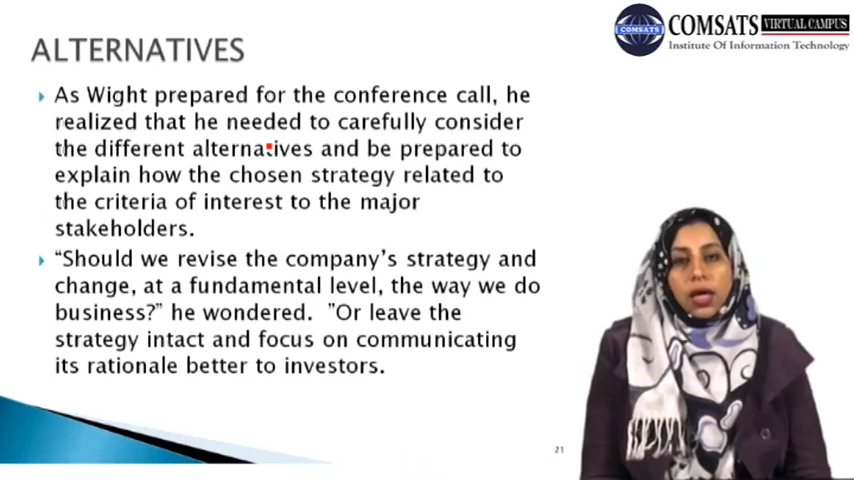 COMSATS VIRTUAL CAMPUS
COMSATS
Institute Of Information Technology
ALTERNATIVES
As Wight prepared for the conference call, he
realized that he needed to carefully consider
the different alternatives and be prepared to
explain how the chosen strategy related to
the criteria of interest to the major
stakeholders.
“Should we revise the company’s strategy and
change, at a fundamental level, the way we do
business?” he wondered. ”Or leave the
strategy intact and focus on communicating
its rationale better to investors.
21